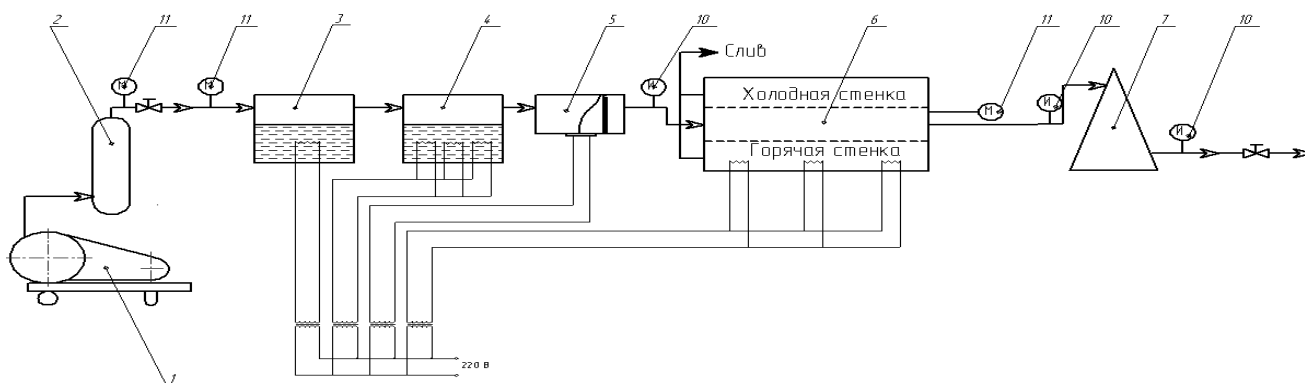 2 11 11 3 4 5 10 6 11 10 7 10
М М И Слив
Холодная стенка М И И
Горячая стенка
220 В
1